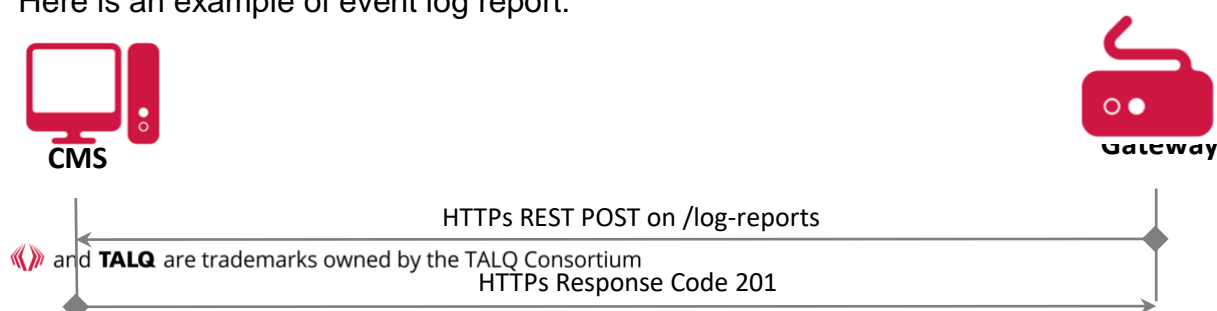 Here is an example of event log report:
CMS
Gateway
HTTPs REST POST on /log-reports
and TALQ are trademarks owned by the TALQ Consortium
HTTPs Response Code 201